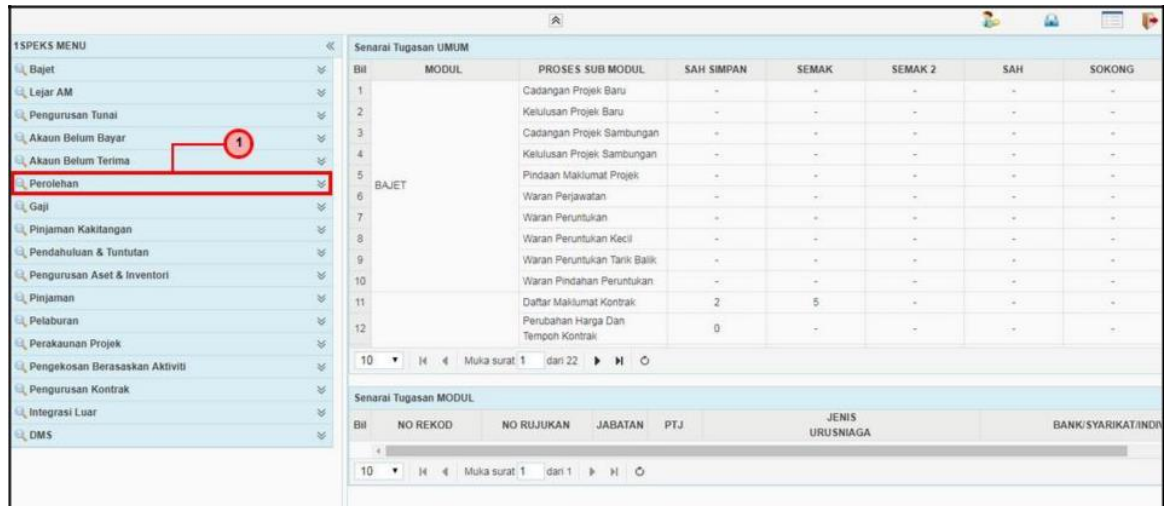 1SPEKS MENU
Bajet
Lejar AM
Pengurusan Tunai
Akaun Belum Bayar
1
Akaun Belum Terima
Perolehan
Gaji
Pinjaman Kakitangan
Pendahuluan & Tuntutan
Pengurusan Aset & Inventori
Pinjaman
Pelaburan
Perakaunan Projek
Pengekosan Berasaskan Aktiviti
Pengurusan Kontrak
Integrasi Luar
DMS
Senarai Tugasan UMUM
Bil MODUL PROSES SUB MODUL SAH SIMPAN SEMAK SEMAK 2 SAH SOKONG
1 Cadangan Projek Baru - - - - -
2 Kelulusan Projek Baru - - - - -
3 Cadangan Projek Sambungan - - - - -
4 Kelulusan Projek Sambungan - - - - -
5 Pindaan Maklumat Projek - - - - -
BAJET
6 Waran Perjawatan - - - - -
7 Waran Peruntukan - - - - -
8 Waran Peruntukan Kecil - - - - -
9 Waran Peruntukan Tarik Balik - - - - -
10 Waran Pindahan Peruntukan - - - - -
11 Daftar Maklumat Kontrak 2 5 - - -
12 Perubahan Harga Dan 0 - - - -
Tempoh Kontrak
10 Muka surat 1 dari 22
Senarai Tugasan MODUL
Bil NO REKOD NO RUJUKAN JABATAN PTJ JENIS BANK/SYARIKAT/INDIV
URUSNIAGA
10 Muka surat 1 dari 1